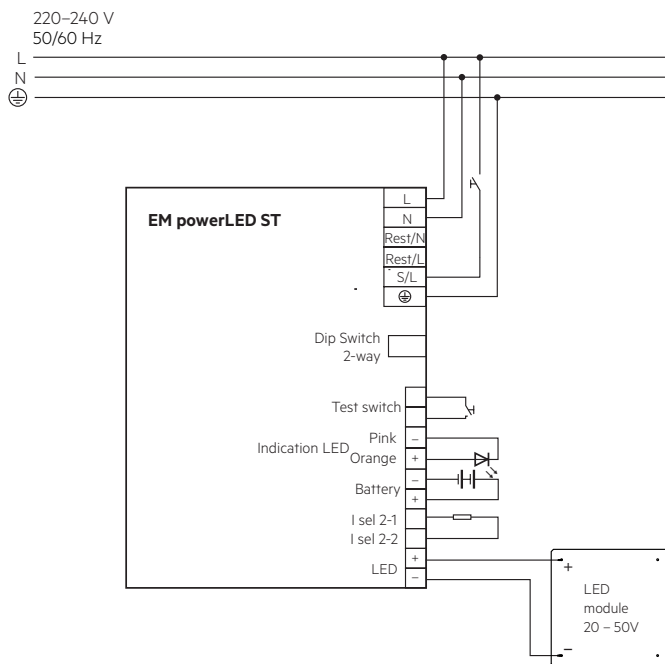 220–240 V
50/60 Hz
L
N
EM powerLED ST
L
N
Rest/N
Rest/L
S/L
Dip Switch
2-way
Test switch
Indication LED
Pink –
Orange +
Battery
–
+
I sel 2-1
I sel 2-2
LED
+
–
+
LED
module
20 – 50V
–